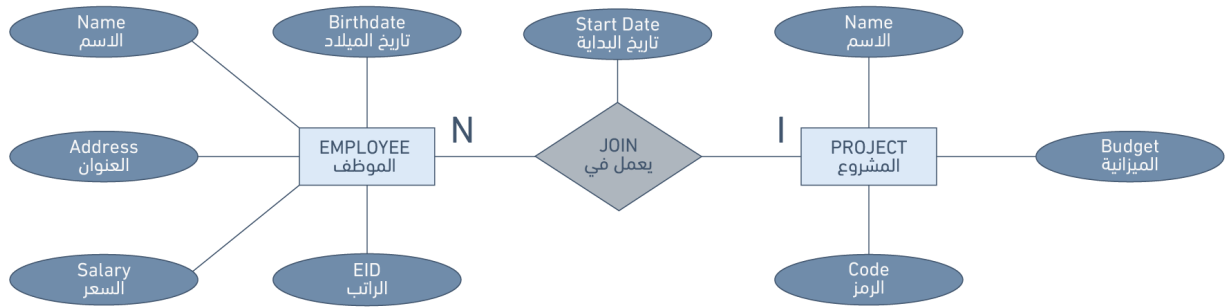 Name
الاسم
Birthdate
تاريخ الميلاد
Start Date
تاريخ البداية
Name
الاسم
Address
العنوان
EMPLOYEE
الموظف
N
JOIN
يعمل في
I
PROJECT
المشروع
Budget
الميزانية
Salary
السعر
EID
الراتب
Code
الرمز